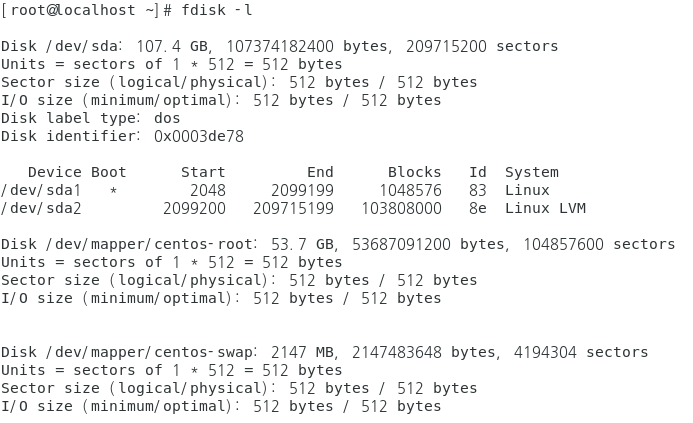 [root@localhost ~]# fdisk -l
Disk /dev/sda: 107.4 GB, 107374182400 bytes, 209715200 sectors
Units = sectors of 1 * 512 = 512 bytes
Sector size (logical/physical): 512 bytes / 512 bytes
I/O size (minimum/optimal): 512 bytes / 512 bytes
Disk label type: dos
Disk identifier: 0x0003de78
Device Boot Start End Blocks Id System
/dev/sda1 * 2048 2099199 1048576 83 Linux
/dev/sda2 2099200 209715199 103808000 8e Linux LVM
Disk /dev/mapper/centos-root: 53.7 GB, 53687091200 bytes, 104857600 sectors
Units = sectors of 1 * 512 = 512 bytes
Sector size (logical/physical): 512 bytes / 512 bytes
I/O size (minimum/optimal): 512 bytes / 512 bytes
Disk /dev/mapper/centos-swap: 2147 MB, 2147483648 bytes, 4194304 sectors
Units = sectors of 1 * 512 = 512 bytes
Sector size (logical/physical): 512 bytes / 512 bytes
I/O size (minimum/optimal): 512 bytes / 512 bytes